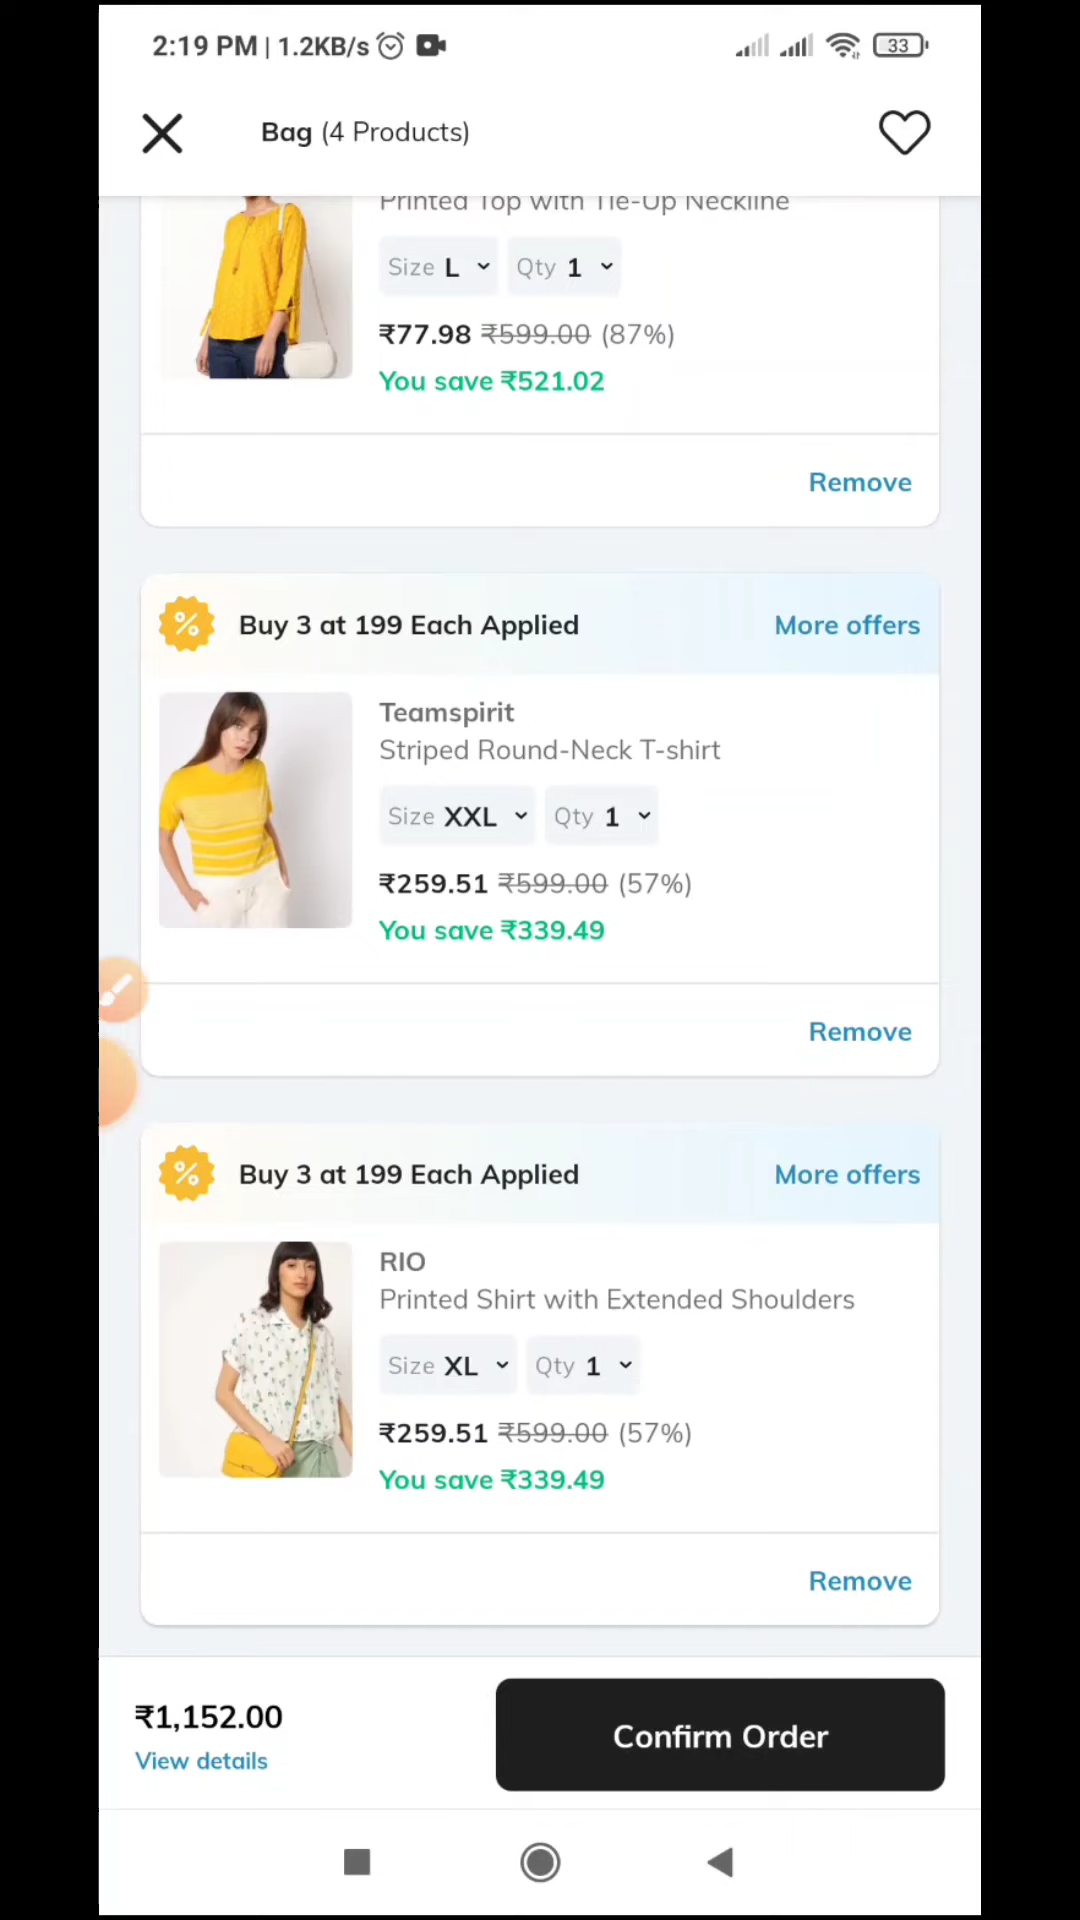 2:19 PM | 1.2KB/s 33
Bag (4 Products)
Printed Top with Tie-Up Neckline
Size L Qty 1
₹77.98 ₹599.00 (87%)
You save ₹521.02
Remove
% Buy 3 at 199 Each Applied More offers
Teamspirit
Striped Round-Neck T-shirt
Size XXL Qty 1
₹259.51 ₹599.00 (57%)
You save ₹339.49
Remove
% Buy 3 at 199 Each Applied More offers
RIO
Printed Shirt with Extended Shoulders
Size XL Qty 1
₹259.51 ₹599.00 (57%)
You save ₹339.49
Remove
₹1,152.00
View details
Confirm Order